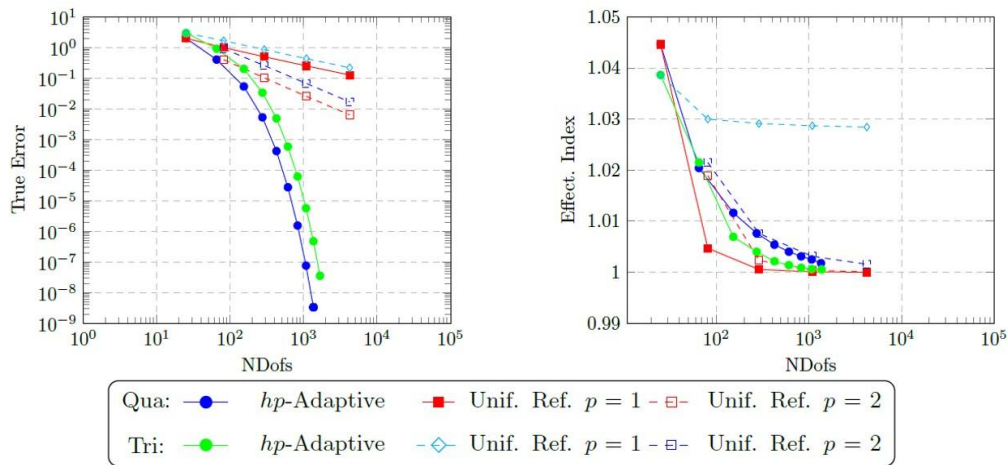 10^1
10^0
10^−1
10^−2
10^−3
10^−4
10^−5
10^−6
10^−7
10^−8
10^−9
True Error
10^0 10^1 10^2 10^3 10^4 10^5
NDofs
1.05
1.04
1.03
1.02
1.01
1
0.99
Effect. Index
10^2 10^3 10^4 10^5
NDofs
Qua: hp-Adaptive Unif. Ref. p = 1 Unif. Ref. p = 2
Tri: hp-Adaptive Unif. Ref. p = 1 Unif. Ref. p = 2